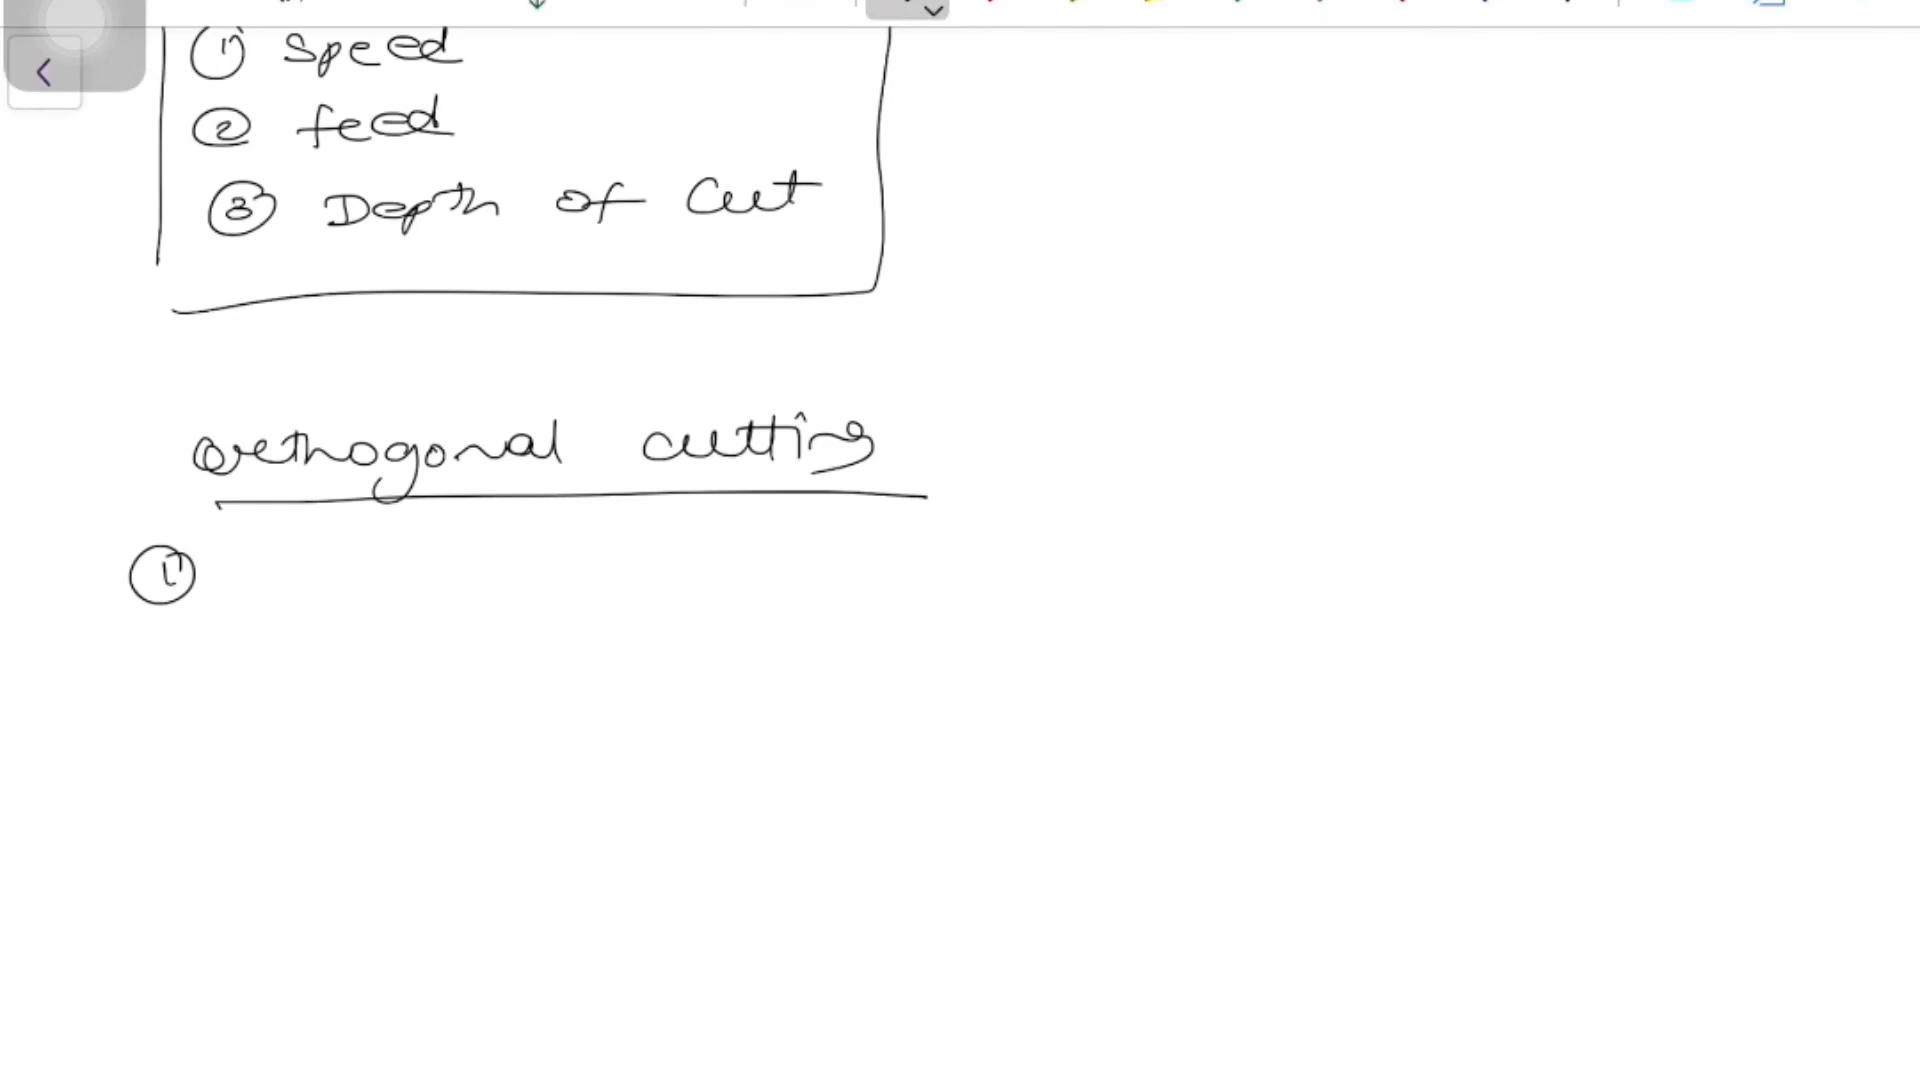 ① Speed
② feed
③ Depth of Cut
Orthogonal cutting
①